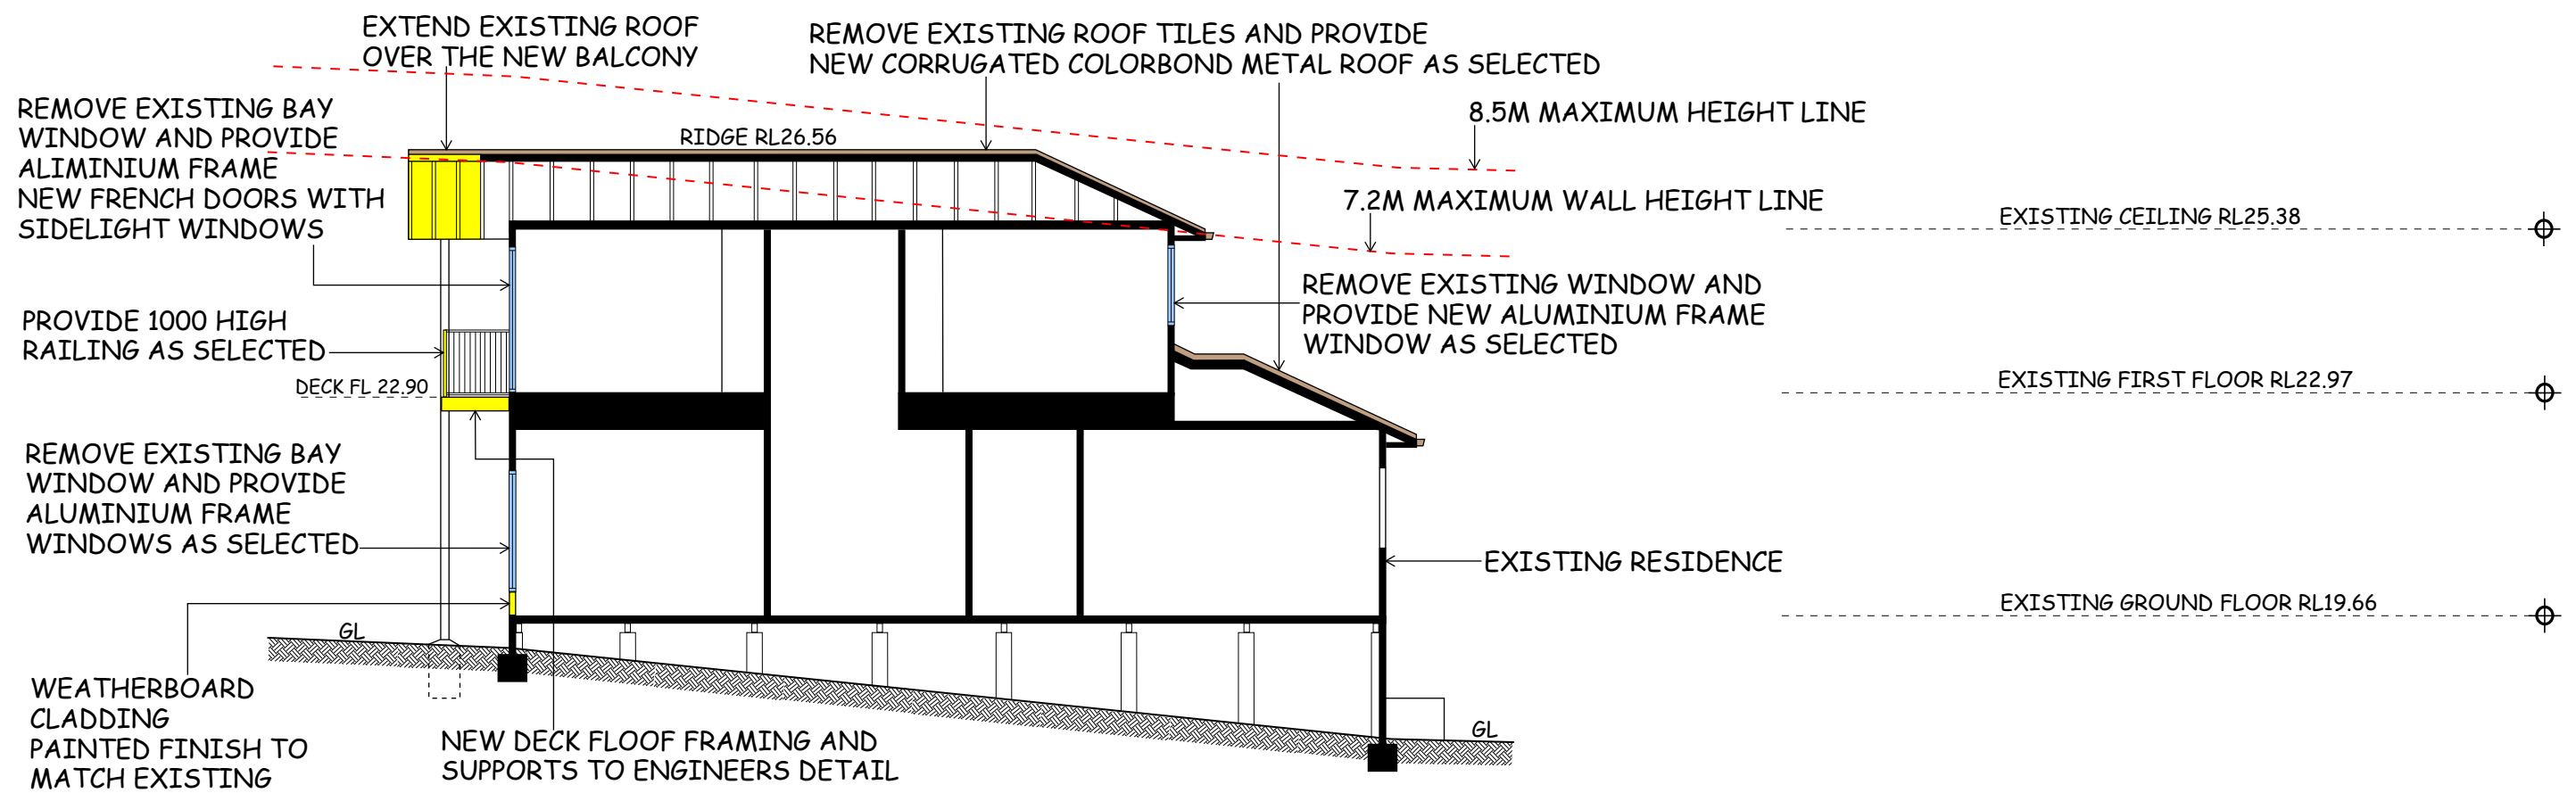 EXTEND EXISTING ROOF
OVER THE NEW BALCONY
REMOVE EXISTING ROOF TILES AND PROVIDE
NEW CORRUGATED COLORBOND METAL ROOF AS SELECTED
REMOVE EXISTING BAY
WINDOW AND PROVIDE
ALIMINIUM FRAME
NEW FRENCH DOORS WITH
SIDELIGHT WINDOWS
RIDGE RL26.56
8.5M MAXIMUM HEIGHT LINE
7.2M MAXIMUM WALL HEIGHT LINE
EXISTING CEILING RL25.38
REMOVE EXISTING WINDOW AND
PROVIDE NEW ALUMINIUM FRAME
WINDOW AS SELECTED
PROVIDE 1000 HIGH
RAILING AS SELECTED
DECK FL 22.90
EXISTING FIRST FLOOR RL22.97
REMOVE EXISTING BAY
WINDOW AND PROVIDE
ALUMINIUM FRAME
WINDOWS AS SELECTED
EXISTING RESIDENCE
EXISTING GROUND FLOOR RL19.66
GL
WEATHERBOARD
CLADDING
PAINTED FINISH TO
MATCH EXISTING
NEW DECK FLOOF FRAMING AND
SUPPORTS TO ENGINEERS DETAIL
GL